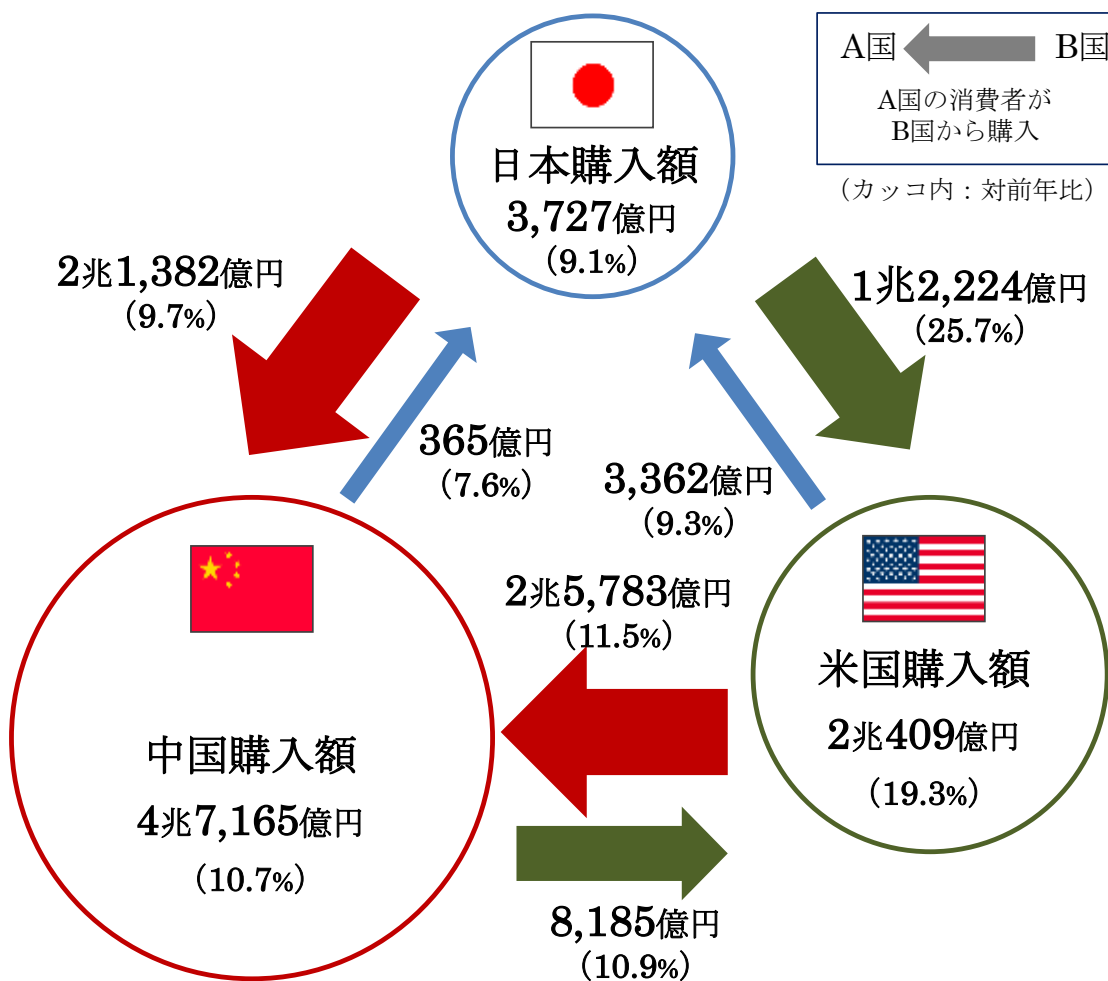 A国 B国
A国の消費者が
B国から購入
（カッコ内：対前年比）
日本購入額
3,727億円
（9.1%）
2兆1,382億円
（9.7%）
1兆2,224億円
（25.7%）
365億円
（7.6%）
3,362億円
（9.3%）
2兆5,783億円
（11.5%）
米国購入額
2兆409億円
（19.3%）
中国購入額
4兆7,165億円
（10.7%）
8,185億円
（10.9%）